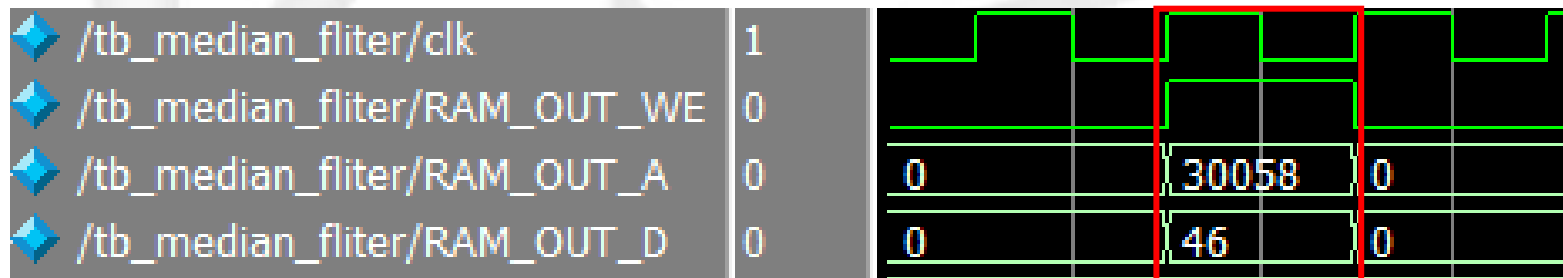 /tb_median_fliter/clk 1
/tb_median_fliter/RAM_OUT_WE 0
/tb_median_fliter/RAM_OUT_A 0 0 30058 0
/tb_median_fliter/RAM_OUT_D 0 0 46 0